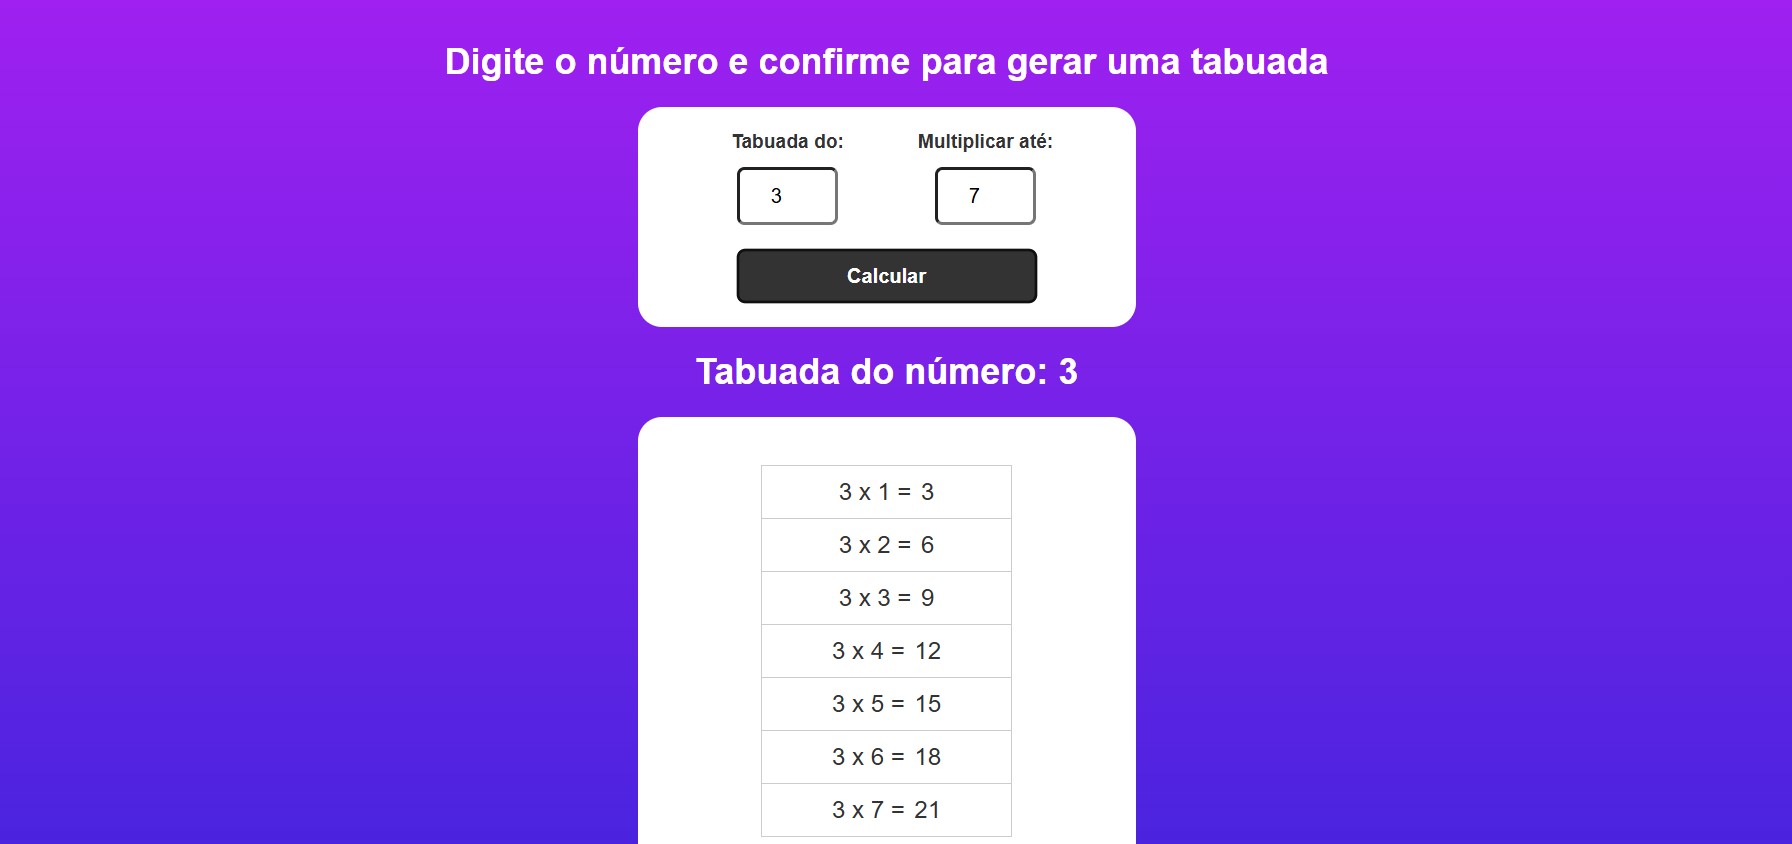 Digite o número e confirme para gerar uma tabuada
Tabuada do: Multiplicar até:
3 7
Calcular
Tabuada do número: 3
3 x 1 = 3
3 x 2 = 6
3 x 3 = 9
3 x 4 = 12
3 x 5 = 15
3 x 6 = 18
3 x 7 = 21